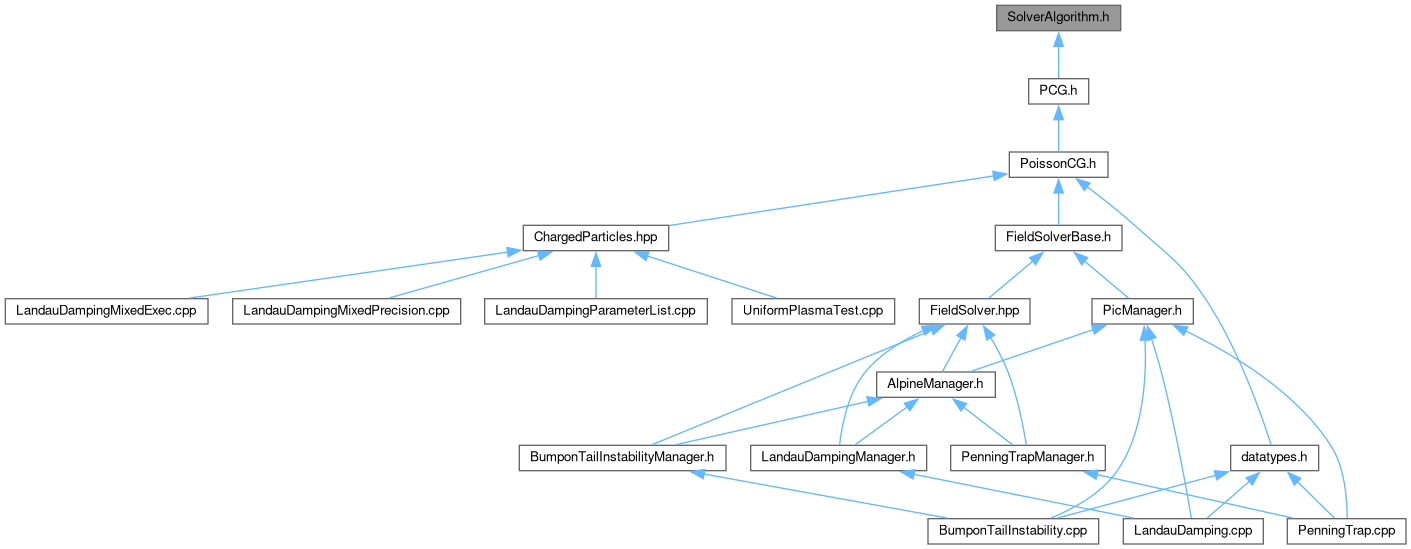 SolverAlgorithm.h
PCG.h
PoissonCG.h
ChargedParticles.hpp
FieldSolverBase.h
LandauDampingMixedExec.cpp
LandauDampingMixedPrecision.cpp
LandauDampingParameterList.cpp
UniformPlasmaTest.cpp
FieldSolver.hpp
PicManager.h
AlpineManager.h
BumponTailInstabilityManager.h
LandauDampingManager.h
PenningTrapManager.h
datatypes.h
BumponTailInstability.cpp
LandauDamping.cpp
PenningTrap.cpp